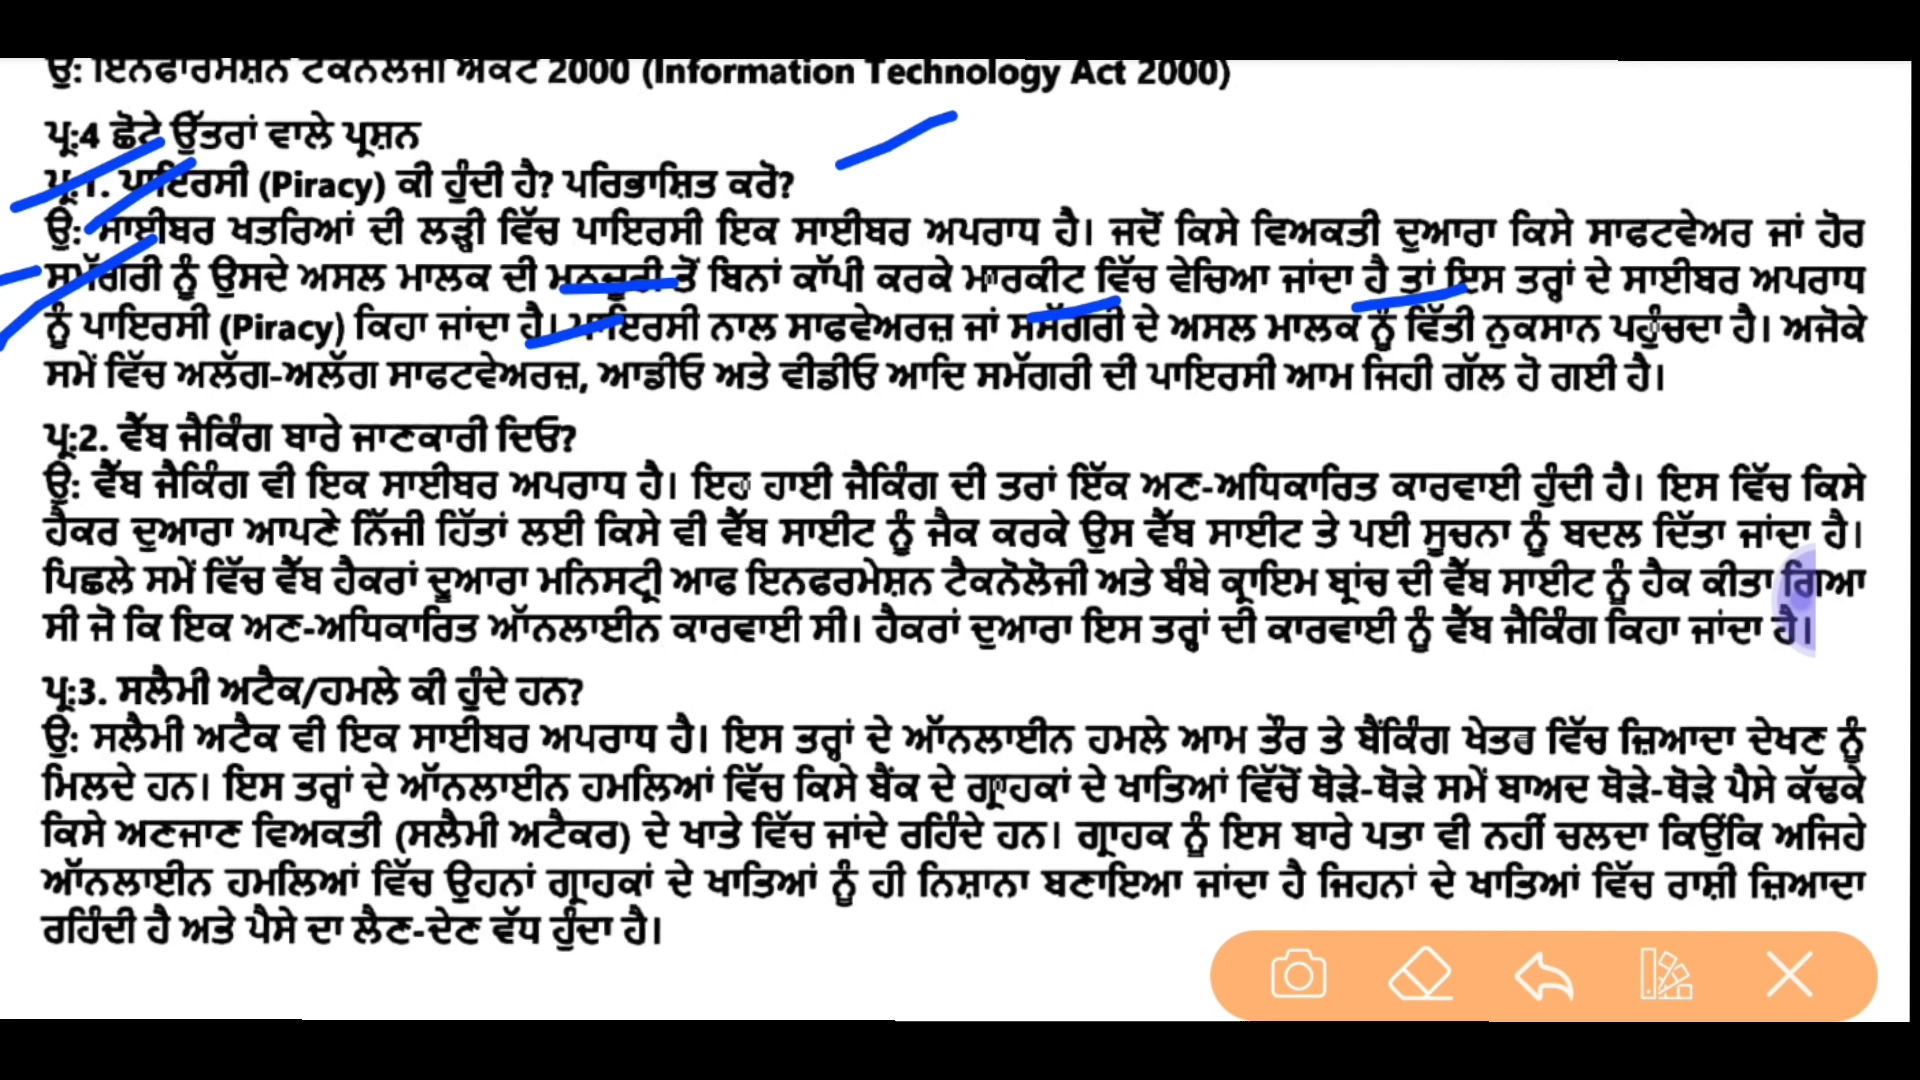 ਉ: ਇਨਫਾਰਮੇਸ਼ਨ ਟੈਕਨਲੋਜੀ ਐਕਟ 2000 (Information Technology Act 2000)
ਪ੍ਰ:4 ਛੋਟੇ ਉੱਤਰਾਂ ਵਾਲੇ ਪ੍ਰਸ਼ਨ
ਪ੍ਰ:1. ਪਾਇਰਸੀ (Piracy) ਕੀ ਹੁੰਦੀ ਹੈ? ਪਰਿਭਾਸ਼ਿਤ ਕਰੋ?
ਉ: ਸਾਈਬਰ ਖਤਰਿਆਂ ਦੀ ਲੜ੍ਹੀ ਵਿੱਚ ਪਾਇਰਸੀ ਇਕ ਸਾਈਬਰ ਅਪਰਾਧ ਹੈ। ਜਦੋਂ ਕਿਸੇ ਵਿਅਕਤੀ ਦੁਆਰਾ ਕਿਸੇ ਸਾਫਟਵੇਅਰ ਜਾਂ ਹੋਰ
ਸਮੱਗਰੀ ਨੂੰ ਉਸਦੇ ਅਸਲ ਮਾਲਕ ਦੀ ਮਨਜ਼ੂਰੀ ਤੋਂ ਬਿਨਾਂ ਕਾੱਪੀ ਕਰਕੇ ਮਾਰਕੀਟ ਵਿੱਚ ਵੇਚਿਆ ਜਾਂਦਾ ਹੈ ਤਾਂ ਇਸ ਤਰ੍ਹਾਂ ਦੇ ਸਾਈਬਰ ਅਪਰਾਧ
ਨੂੰ ਪਾਇਰਸੀ (Piracy) ਕਿਹਾ ਜਾਂਦਾ ਹੈ। ਪਾਇਰਸੀ ਨਾਲ ਸਾਫਵੇਅਰਜ਼ ਜਾਂ ਸਮੱਗਰੀ ਦੇ ਅਸਲ ਮਾਲਕ ਨੂੰ ਵਿੱਤੀ ਨੁਕਸਾਨ ਪਹੁੰਚਦਾ ਹੈ। ਅਜੋਕੇ
ਸਮੇਂ ਵਿੱਚ ਅਲੱਗ-ਅਲੱਗ ਸਾਫਟਵੇਅਰਜ਼, ਆਡੀਓ ਅਤੇ ਵੀਡੀਓ ਆਦਿ ਸਮੱਗਰੀ ਦੀ ਪਾਇਰਸੀ ਆਮ ਜਿਹੀ ਗੱਲ ਹੋ ਗਈ ਹੈ।
ਪ੍ਰ:2. ਵੈੱਬ ਜੈਕਿੰਗ ਬਾਰੇ ਜਾਣਕਾਰੀ ਦਿਓ?
ਉ: ਵੈੱਬ ਜੈਕਿੰਗ ਵੀ ਇਕ ਸਾਈਬਰ ਅਪਰਾਧ ਹੈ। ਇਹ ਹਾਈ ਜੈਕਿੰਗ ਦੀ ਤਰਾਂ ਇੱਕ ਅਣ-ਅਧਿਕਾਰਿਤ ਕਾਰਵਾਈ ਹੁੰਦੀ ਹੈ। ਇਸ ਵਿੱਚ ਕਿਸੇ
ਹੈਕਰ ਦੁਆਰਾ ਆਪਣੇ ਨਿੱਜੀ ਹਿੱਤਾਂ ਲਈ ਕਿਸੇ ਵੀ ਵੈੱਬ ਸਾਈਟ ਨੂੰ ਜੈਕ ਕਰਕੇ ਉਸ ਵੈੱਬ ਸਾਈਟ ਤੇ ਪਈ ਸੂਚਨਾ ਨੂੰ ਬਦਲ ਦਿੱਤਾ ਜਾਂਦਾ ਹੈ।
ਪਿਛਲੇ ਸਮੇਂ ਵਿੱਚ ਵੈੱਬ ਹੈਕਰਾਂ ਦੂਆਰਾ ਮਨਿਸਟ੍ਰੀ ਆਫ ਇਨਫਰਮੇਸ਼ਨ ਟੈਕਨੋਲੋਜੀ ਅਤੇ ਬੰਬੇ ਕ੍ਰਾਇਮ ਬ੍ਰਾਂਚ ਦੀ ਵੈੱਬ ਸਾਈਟ ਨੂੰ ਹੈਕ ਕੀਤਾ ਗਿਆ
ਸੀ ਜੋ ਕਿ ਇਕ ਅਣ-ਅਧਿਕਾਰਿਤ ਆੱਨਲਾਈਨ ਕਾਰਵਾਈ ਸੀ। ਹੈਕਰਾਂ ਦੁਆਰਾ ਇਸ ਤਰ੍ਹਾਂ ਦੀ ਕਾਰਵਾਈ ਨੂੰ ਵੈੱਬ ਜੈਕਿੰਗ ਕਿਹਾ ਜਾਂਦਾ ਹੈ।
ਪ੍ਰ:3. ਸਲੈਮੀ ਅਟੈਕ/ਹਮਲੇ ਕੀ ਹੁੰਦੇ ਹਨ?
ਉ: ਸਲੈਮੀ ਅਟੈਕ ਵੀ ਇਕ ਸਾਈਬਰ ਅਪਰਾਧ ਹੈ। ਇਸ ਤਰ੍ਹਾਂ ਦੇ ਆੱਨਲਾਈਨ ਹਮਲੇ ਆਮ ਤੌਰ ਤੇ ਬੈਂਕਿੰਗ ਖੇਤਰ ਵਿੱਚ ਜ਼ਿਆਦਾ ਦੇਖਣ ਨੂੰ
ਮਿਲਦੇ ਹਨ। ਇਸ ਤਰ੍ਹਾਂ ਦੇ ਆੱਨਲਾਈਨ ਹਮਲਿਆਂ ਵਿੱਚ ਕਿਸੇ ਬੈਂਕ ਦੇ ਗ੍ਰਾਹਕਾਂ ਦੇ ਖਾਤਿਆਂ ਵਿੱਚੋਂ ਥੋੜੇ-ਥੋੜੇ ਸਮੇਂ ਬਾਅਦ ਥੋੜੇ-ਥੋੜੇ ਪੈਸੇ ਕੱਢਕੇ
ਕਿਸੇ ਅਣਜਾਣ ਵਿਅਕਤੀ (ਸਲੈਮੀ ਅਟੈਕਰ) ਦੇ ਖਾਤੇ ਵਿੱਚ ਜਾਂਦੇ ਰਹਿੰਦੇ ਹਨ। ਗ੍ਰਾਹਕ ਨੂੰ ਇਸ ਬਾਰੇ ਪਤਾ ਵੀ ਨਹੀਂ ਚਲਦਾ ਕਿਉਂਕਿ ਅਜਿਹੇ
ਆੱਨਲਾਈਨ ਹਮਲਿਆਂ ਵਿੱਚ ਉਹਨਾਂ ਗ੍ਰਾਹਕਾਂ ਦੇ ਖਾਤਿਆਂ ਨੂੰ ਹੀ ਨਿਸ਼ਾਨਾ ਬਣਾਇਆ ਜਾਂਦਾ ਹੈ ਜਿਹਨਾਂ ਦੇ ਖਾਤਿਆਂ ਵਿੱਚ ਰਾਸ਼ੀ ਜ਼ਿਆਦਾ
ਰਹਿੰਦੀ ਹੈ ਅਤੇ ਪੈਸੇ ਦਾ ਲੈਣ-ਦੇਣ ਵੱਧ ਹੁੰਦਾ ਹੈ।